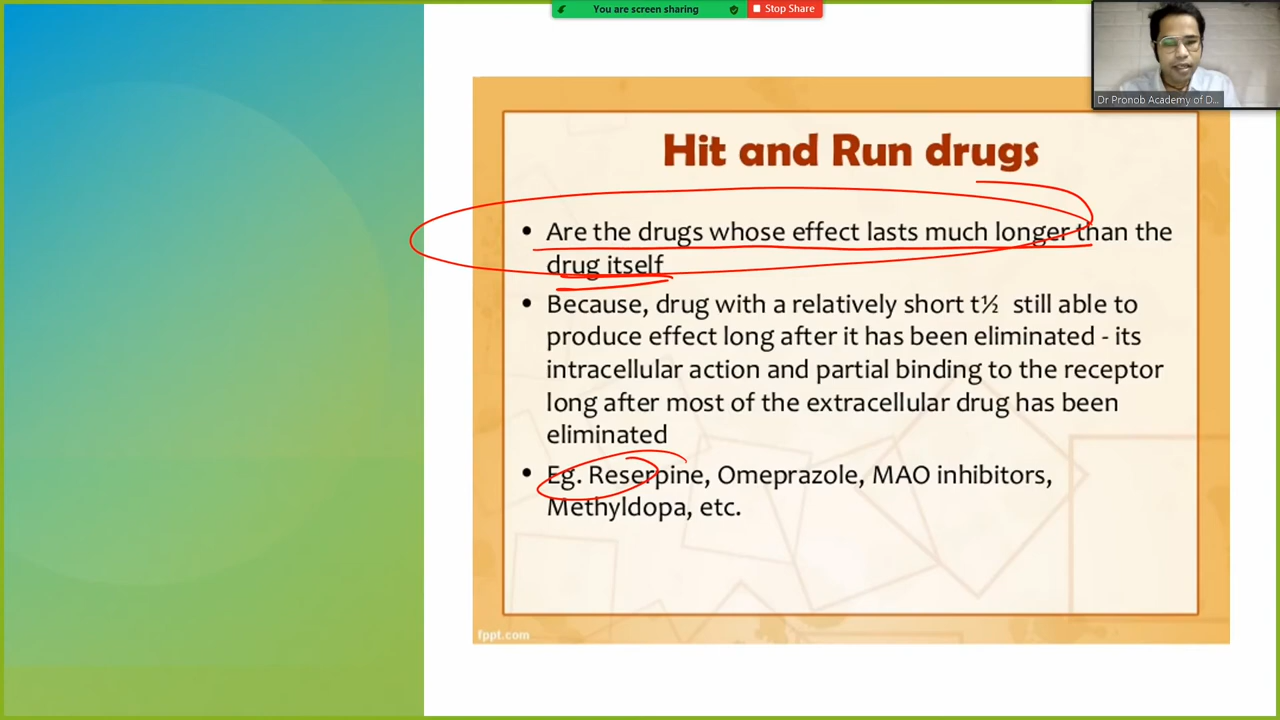 You are screen sharing
Stop Share
Dr Pronob Academy of D...
Hit and Run drugs
• Are the drugs whose effect lasts much longer than the
drug itself
• Because, drug with a relatively short t½ still able to
produce effect long after it has been eliminated - its
intracellular action and partial binding to the receptor
long after most of the extracellular drug has been
eliminated
• Eg. Reserpine, Omeprazole, MAO inhibitors,
Methyldopa, etc.
fppt.com